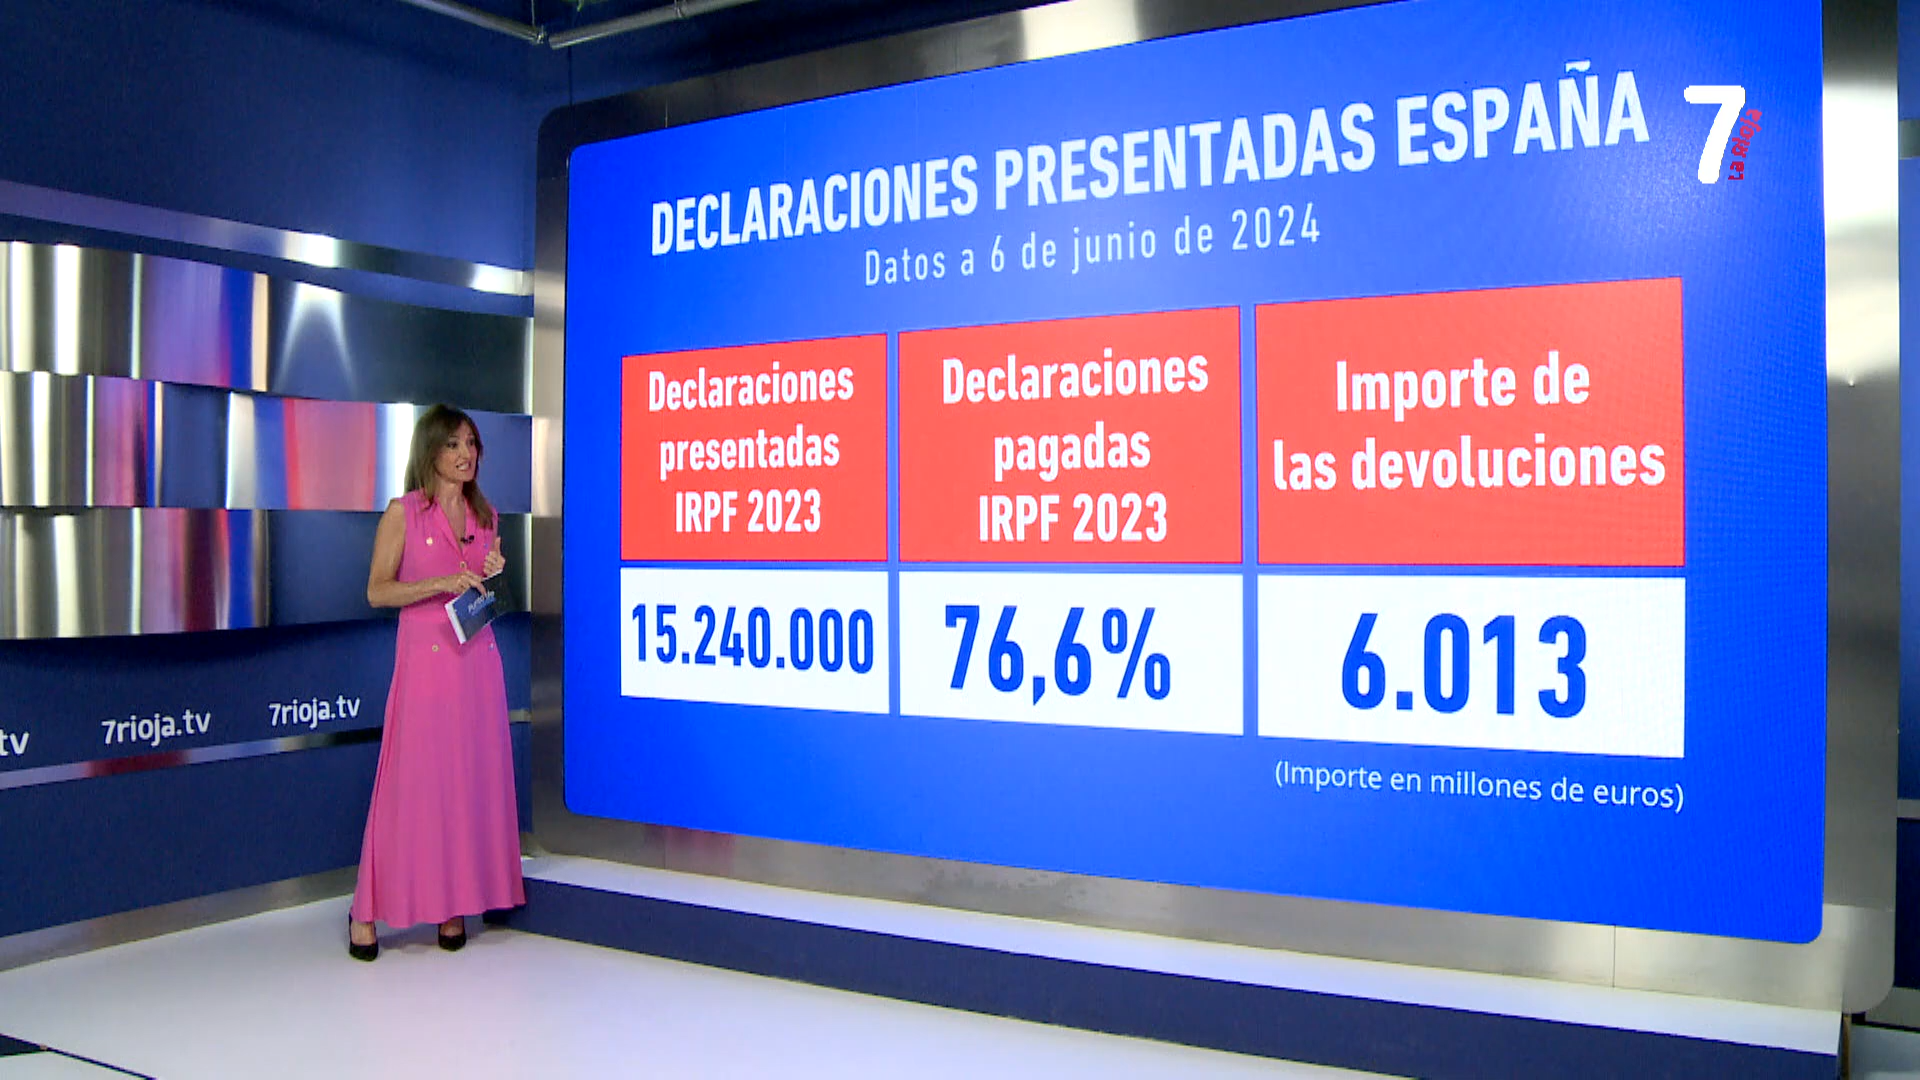 DECLARACIONES PRESENTADAS ESPAÑA
Datos a 6 de junio de 2024
7
La Rioja
Declaraciones
presentadas
IRPF 2023
Declaraciones
pagadas
IRPF 2023
Importe de
las devoluciones
15.240.000
76,6%
6.013
(Importe en millones de euros)
tv
7rioja.tv
7rioja.tv